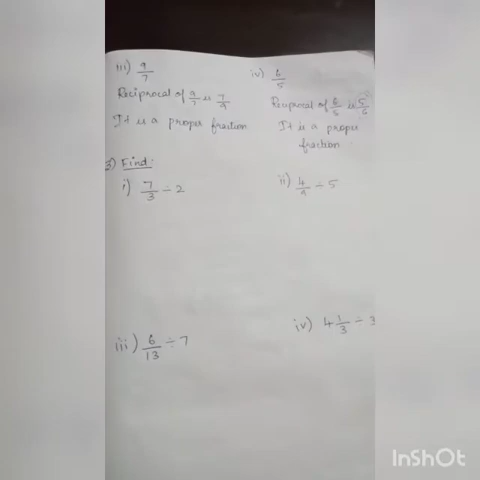 iii) 9/7 iv) 6/5
Reciprocal of 9/7 is 7/9 Reciprocal of 6/5 is 5/6
It is a proper fraction It is a proper
fraction
3) Find:
i) 7/3 ÷ 2 ii) 4/9 ÷ 5
iii) 6/13 ÷ 7 iv) 4 1/3 ÷ 3
InShOt